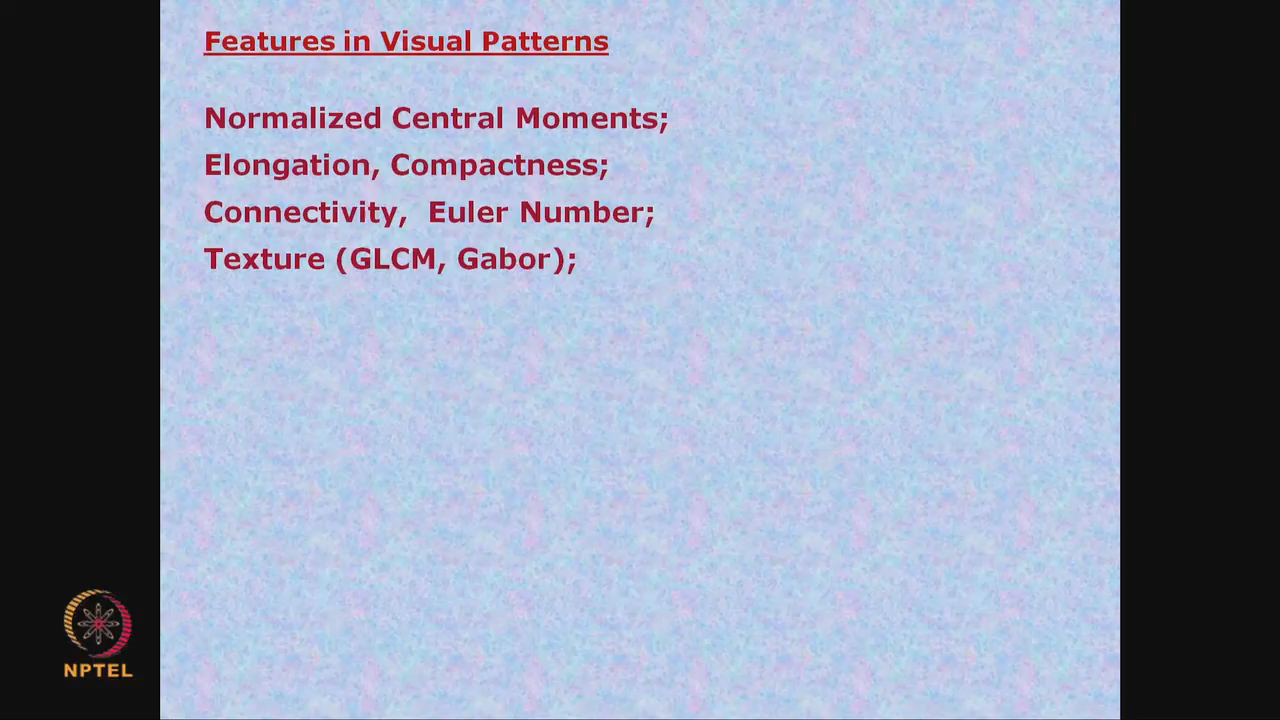 Features in Visual Patterns
Normalized Central Moments;
Elongation, Compactness;
Connectivity,  Euler Number;
Texture (GLCM, Gabor);
NPTEL